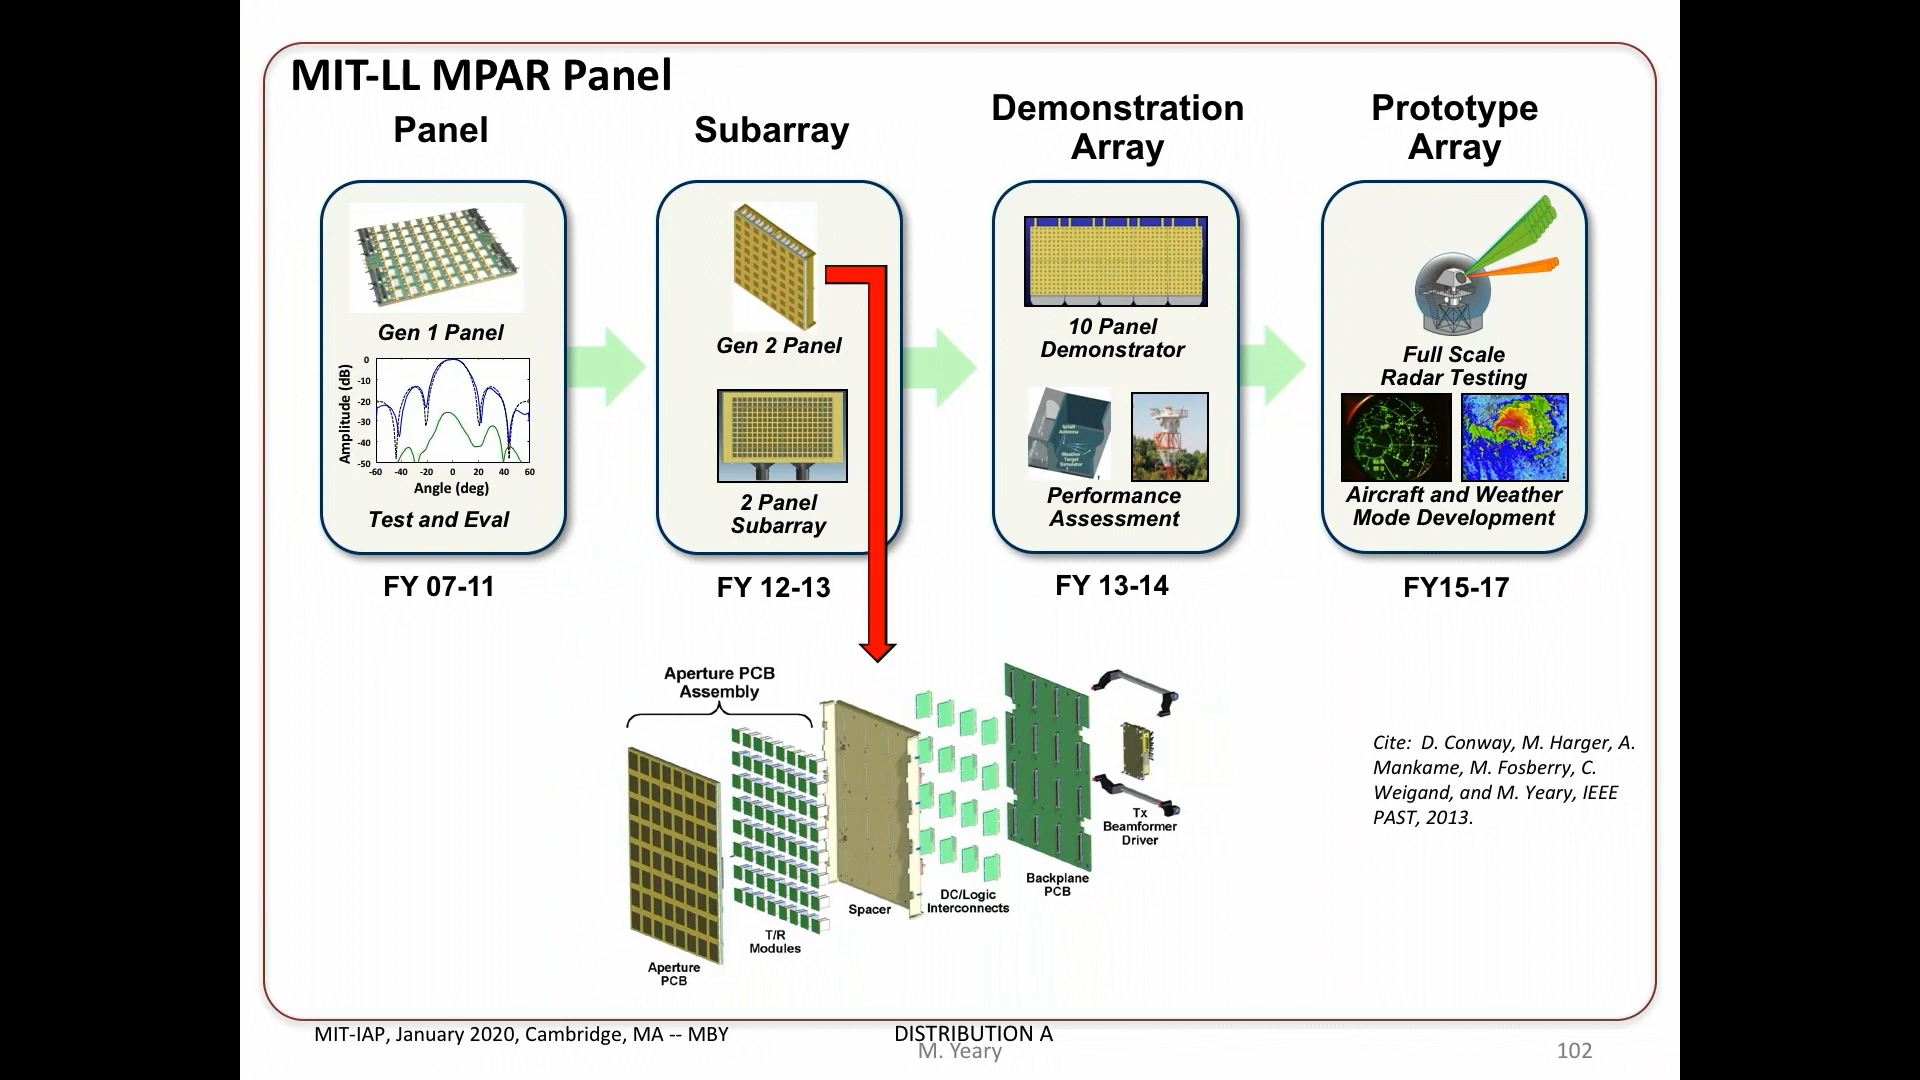 MIT-LL MPAR Panel
Panel
Subarray
Demonstration
Array
Prototype
Array
Gen 1 Panel
Amplitude (dB)
0
-10
-20
-30
-40
-50
-60 -40 -20 0 20 40 60
Angle (deg)
Test and Eval
Gen 2 Panel
2 Panel
Subarray
10 Panel
Demonstrator
Small
Antenna
Weather
Target
Simulator
Performance
Assessment
Full Scale
Radar Testing
Aircraft and Weather
Mode Development
FY 07-11
FY 12-13
FY 13-14
FY15-17
Aperture PCB
Assembly
Aperture
PCB
T/R
Modules
Spacer
DC/Logic
Interconnects
Backplane
PCB
Tx
Beamformer
Driver
Cite: D. Conway, M. Harger, A.
Mankame, M. Fosberry, C.
Weigand, and M. Yeary, IEEE
PAST, 2013.
MIT-IAP, January 2020, Cambridge, MA -- MBY
DISTRIBUTION A
M. Yeary
102